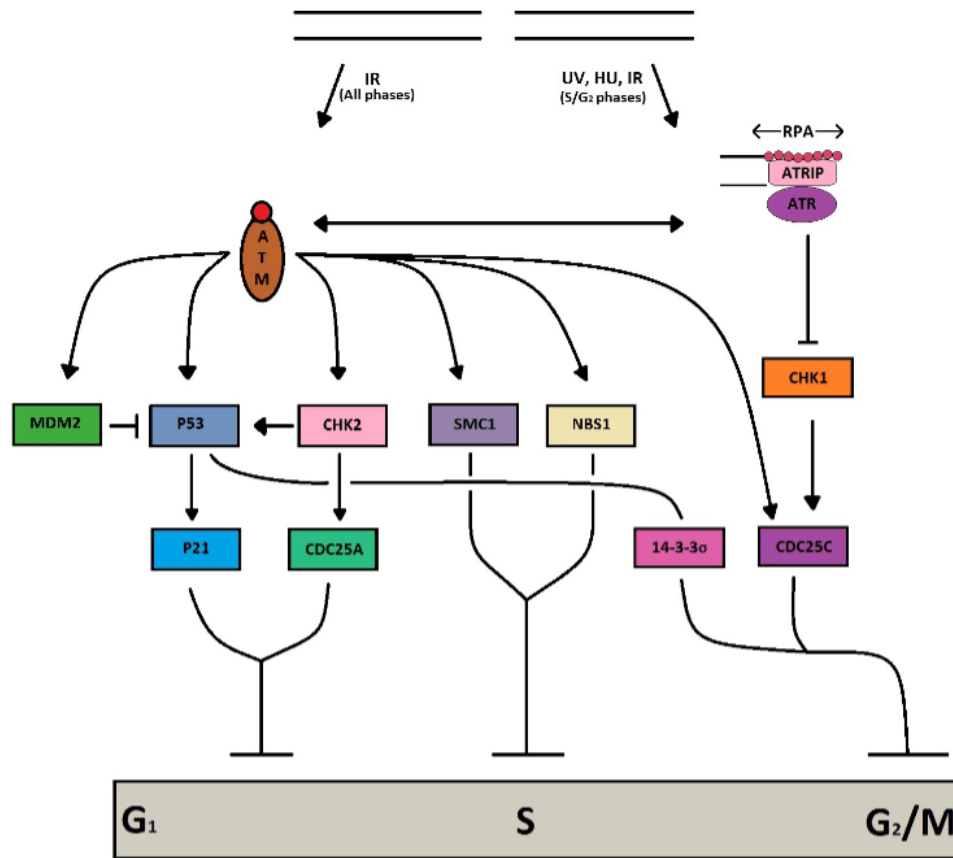 IR
(All phases)
UV, HU, IR
(S/G₂ phases)
RPA
ATRIP
ATR
A
T
M
CHK1
MDM2
P53
CHK2
SMC1
NBS1
P21
CDC25A
14-3-3σ
CDC25C
G₁
S
G₂/M